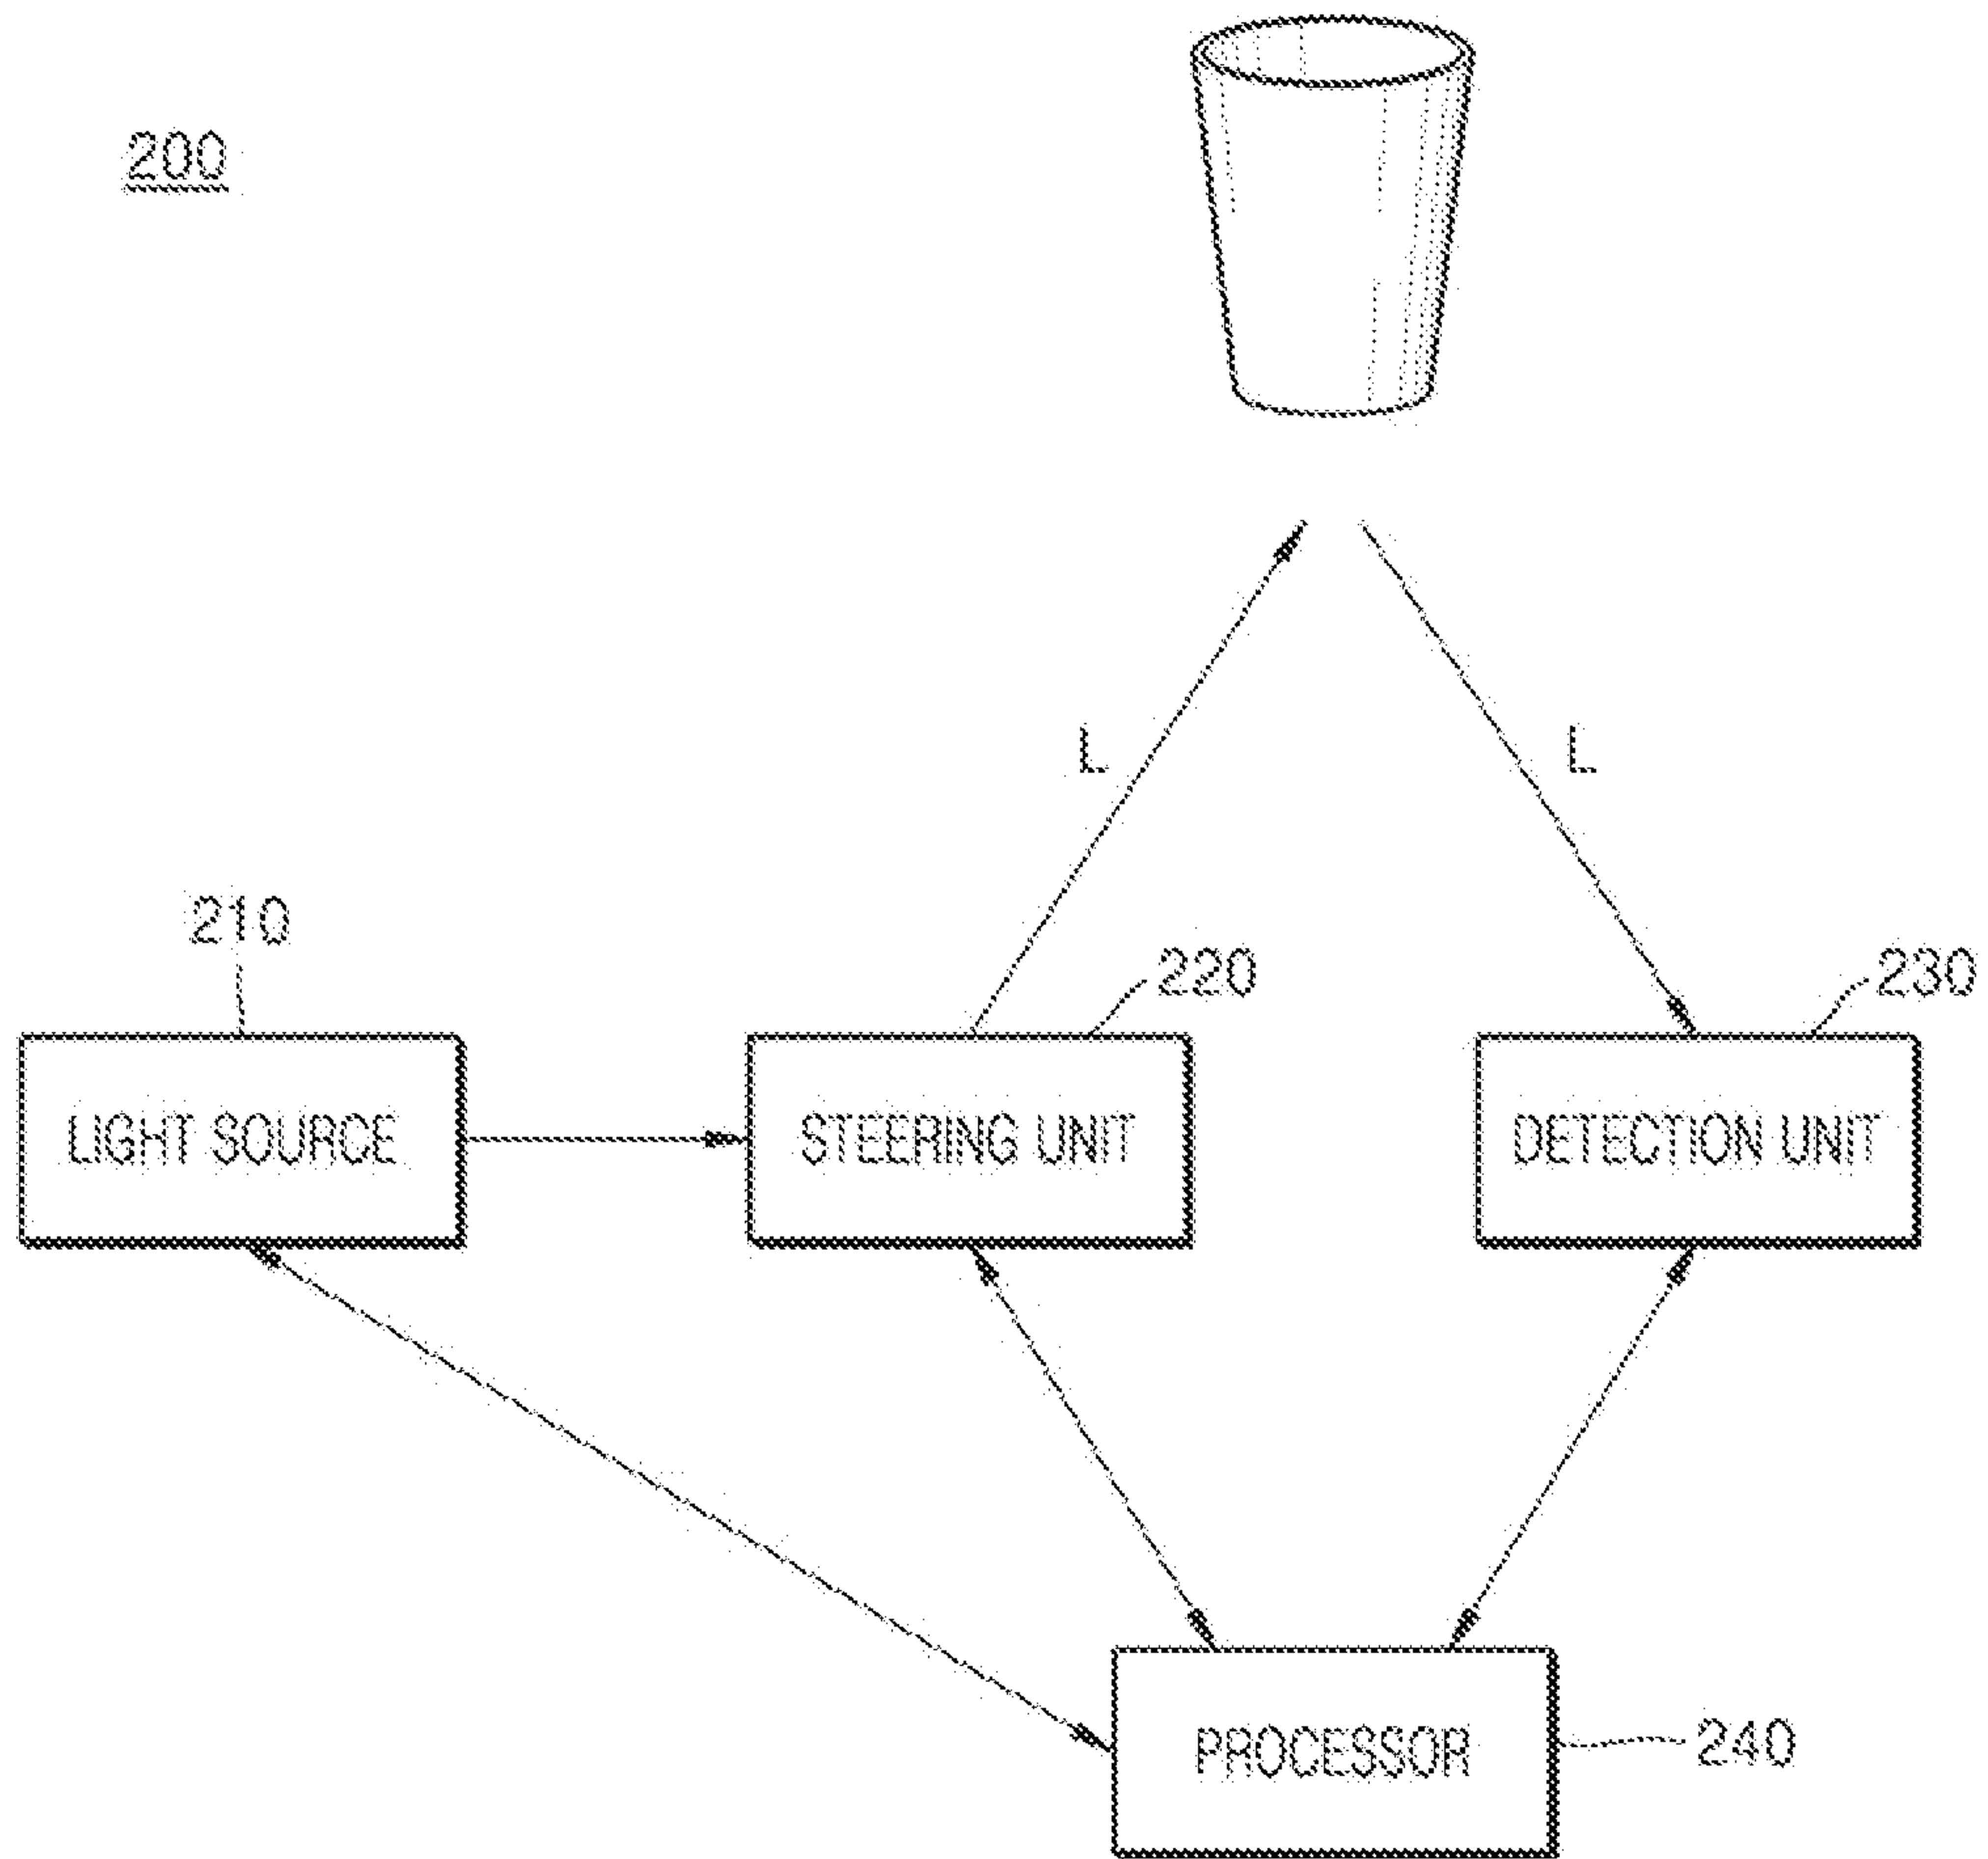 200
L
L
210
220
230
LIGHT SOURCE
STEERING UNIT
DETECTION UNIT
PROCESSOR
240